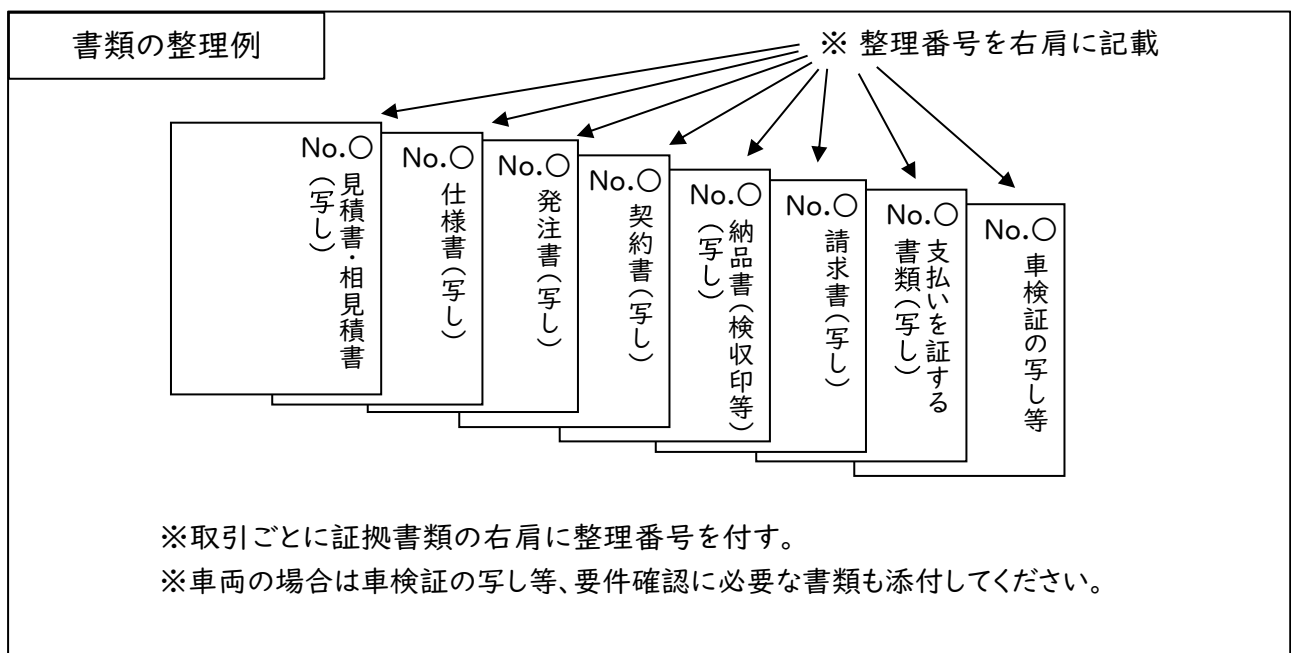 書類の整理例
※ 整理番号を右肩に記載
No.〇
見積書・相見積書
(写し)
No.〇
仕様書(写し)
No.〇
発注書(写し)
No.〇
契約書(写し)
No.〇
納品書(検収印等)
(写し)
No.〇
請求書(写し)
No.〇
支払いを証する
書類(写し)
No.〇
車検証の写し等
※取引ごとに証拠書類の右肩に整理番号を付す。
※車両の場合は車検証の写し等、要件確認に必要な書類も添付してください。